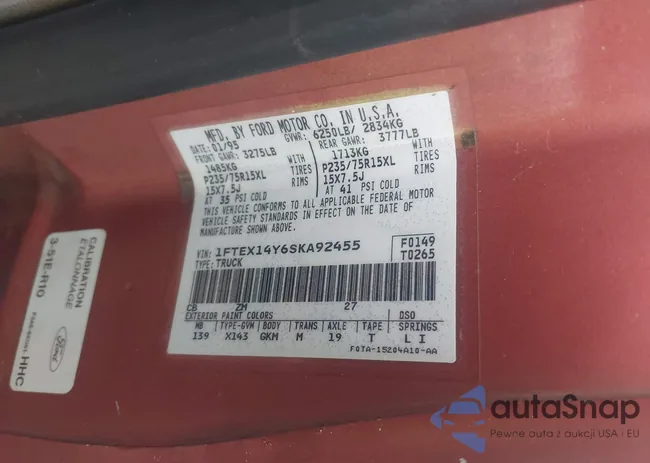 MFD. BY FORD MOTOR CO. IN U.S.A.
DATE: 01/95 GVWR: 6250LB/ 2834KG
FRONT GAWR: 3275LB REAR GAWR: 3777LB
1485KG WITH 1713KG WITH
P235/75R15XL TIRES P235/75R15XL TIRES
15X7.5J RIMS 15X7.5J RIMS
AT 35 PSI COLD AT 41 PSI COLD
THIS VEHICLE CONFORMS TO ALL APPLICABLE FEDERAL MOTOR
VEHICLE SAFETY STANDARDS IN EFFECT ON THE DATE OF
MANUFACTURE SHOWN ABOVE.
VIN: 1FTEX14Y6SKA92455 F0149
TYPE: TRUCK T0265
CB ZM 27
EXTERIOR PAINT COLORS DSO
WB TYPE-GVW BODY TRANS AXLE TAPE SPRINGS
139 X143 GKM M 19 T L I
F0TA-15204A10-AA
CALIBRATION
ETALONNAGE
3-51E-R10
HHC
Ford
autaSnap
Pewne auta z aukcji USA i EU